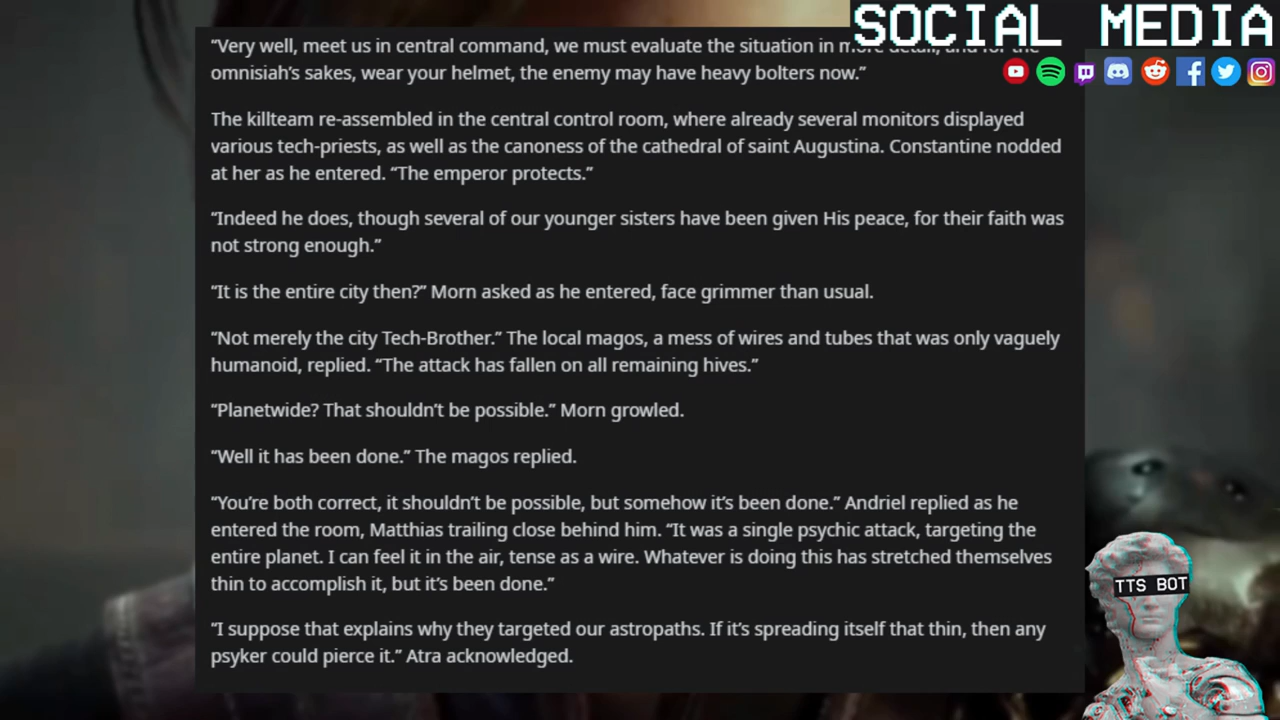 SOCIAL MEDIA
“Very well, meet us in central command, we must evaluate the situation in more detail, and for the
omnisiah’s sakes, wear your helmet, the enemy may have heavy bolters now.”
The killteam re-assembled in the central control room, where already several monitors displayed
various tech-priests, as well as the canoness of the cathedral of saint Augustina. Constantine nodded
at her as he entered. “The emperor protects.”
“Indeed he does, though several of our younger sisters have been given His peace, for their faith was
not strong enough.”
“It is the entire city then?” Morn asked as he entered, face grimmer than usual.
“Not merely the city Tech-Brother.” The local magos, a mess of wires and tubes that was only vaguely
humanoid, replied. “The attack has fallen on all remaining hives.”
“Planetwide? That shouldn’t be possible.” Morn growled.
“Well it has been done.” The magos replied.
“You’re both correct, it shouldn’t be possible, but somehow it’s been done.” Andriel replied as he
entered the room, Matthias trailing close behind him. “It was a single psychic attack, targeting the
entire planet. I can feel it in the air, tense as a wire. Whatever is doing this has stretched themselves
thin to accomplish it, but it’s been done.”
“I suppose that explains why they targeted our astropaths. If it’s spreading itself that thin, then any
psyker could pierce it.” Atra acknowledged.
TTS BOT